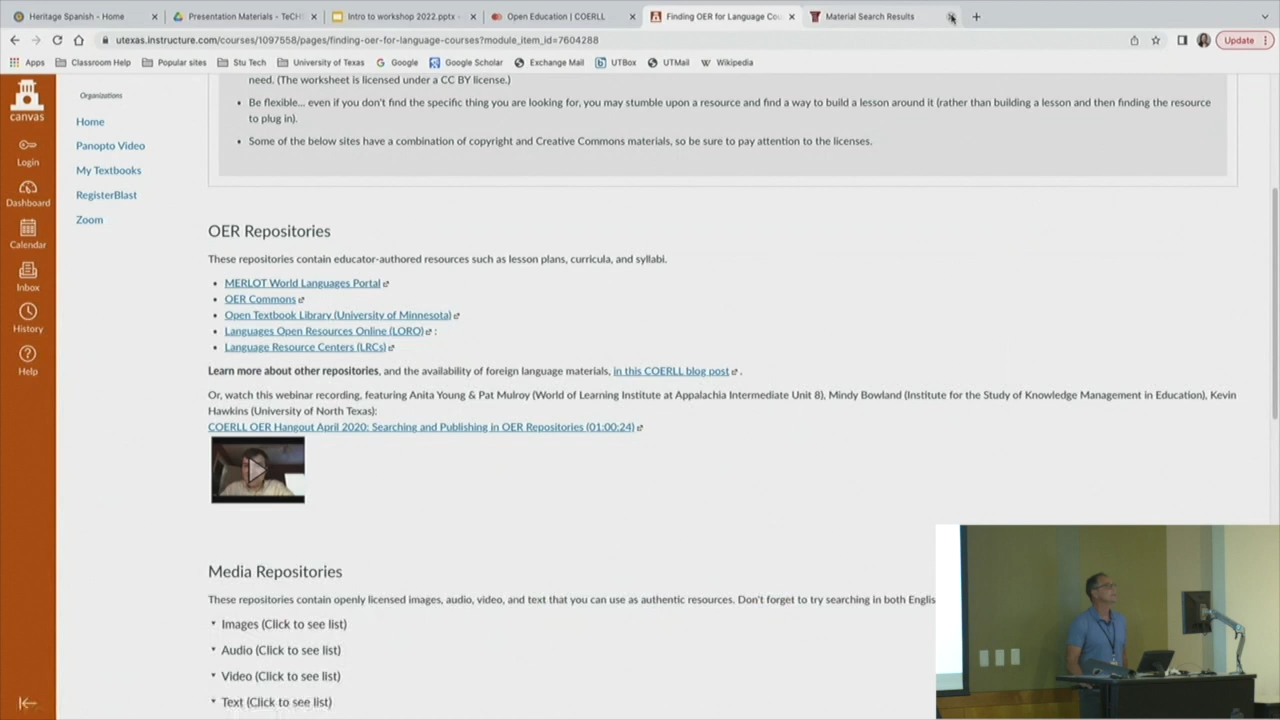 Heritage Spanish - Home
Presentation Materials - TeCH
Intro to workshop 2022.pptx -
Open Education | COERLL
Finding OER for Language Cou
Material Search Results
utexas.instructure.com/courses/1097558/pages/finding-oer-for-language-courses?module_item_id=7604288
Update
Apps
Classroom Help
Popular sites
Stu Tech
University of Texas
Google
Google Scholar
Exchange Mail
UTBox
UTMail
Wikipedia
canvas
Login
Dashboard
Calendar
Inbox
History
Help
Organizations
Home
Panopto Video
My Textbooks
RegisterBlast
Zoom
need. (The worksheet is licensed under a CC BY license.)
Be flexible... even if you don't find the specific thing you are looking for, you may stumble upon a resource and find a way to build a lesson around it (rather than building a lesson and then finding the resource
to plug in).
Some of the below sites have a combination of copyright and Creative Commons materials, so be sure to pay attention to the licenses.
OER Repositories
These repositories contain educator-authored resources such as lesson plans, curricula, and syllabi.
MERLOT World Languages Portal
OER Commons
Open Textbook Library (University of Minnesota)
Languages Open Resources Online (LORO) :
Language Resource Centers (LRCs)
Learn more about other repositories, and the availability of foreign language materials, in this COERLL blog post .
Or, watch this webinar recording, featuring Anita Young & Pat Mulroy (World of Learning Institute at Appalachia Intermediate Unit 8), Mindy Bowland (Institute for the Study of Knowledge Management in Education), Kevin
Hawkins (University of North Texas):
COERLL OER Hangout April 2020: Searching and Publishing in OER Repositories (01:00:24)
Media Repositories
These repositories contain openly licensed images, audio, video, and text that you can use as authentic resources. Don't forget to try searching in both Englis
Images (Click to see list)
Audio (Click to see list)
Video (Click to see list)
Text (Click to see list)